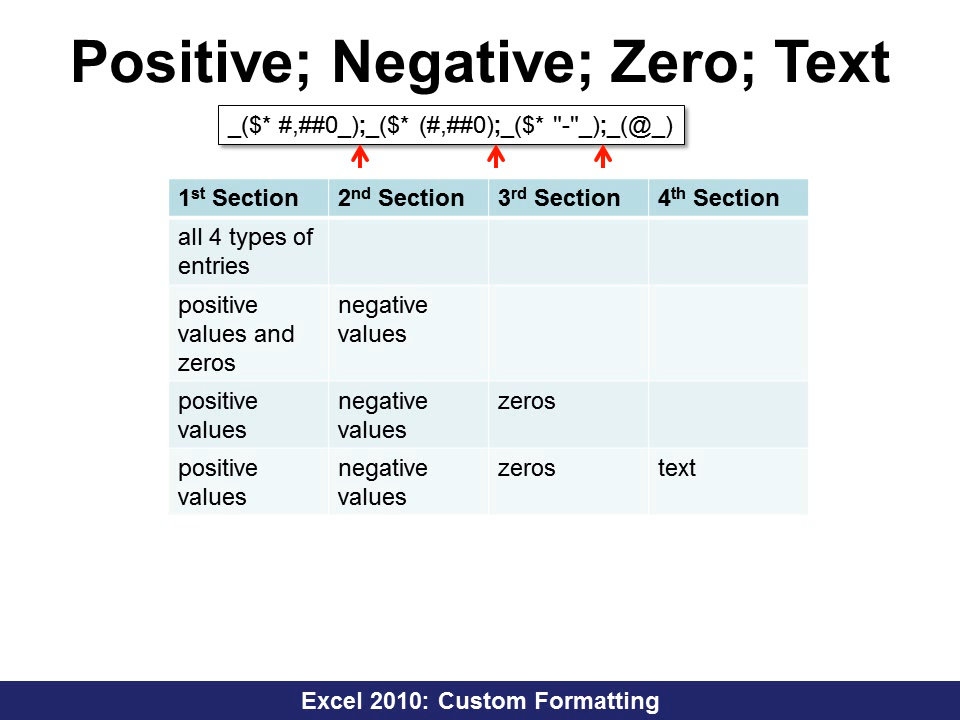 Positive; Negative; Zero; Text
_($* #,##0_);_($* (#,##0);_($* "-"_);_(@_)
1st Section 2nd Section 3rd Section 4th Section
all 4 types of
entries
positive negative
values and values
zeros
positive negative zeros
values values
positive negative zeros text
values values
Excel 2010: Custom Formatting